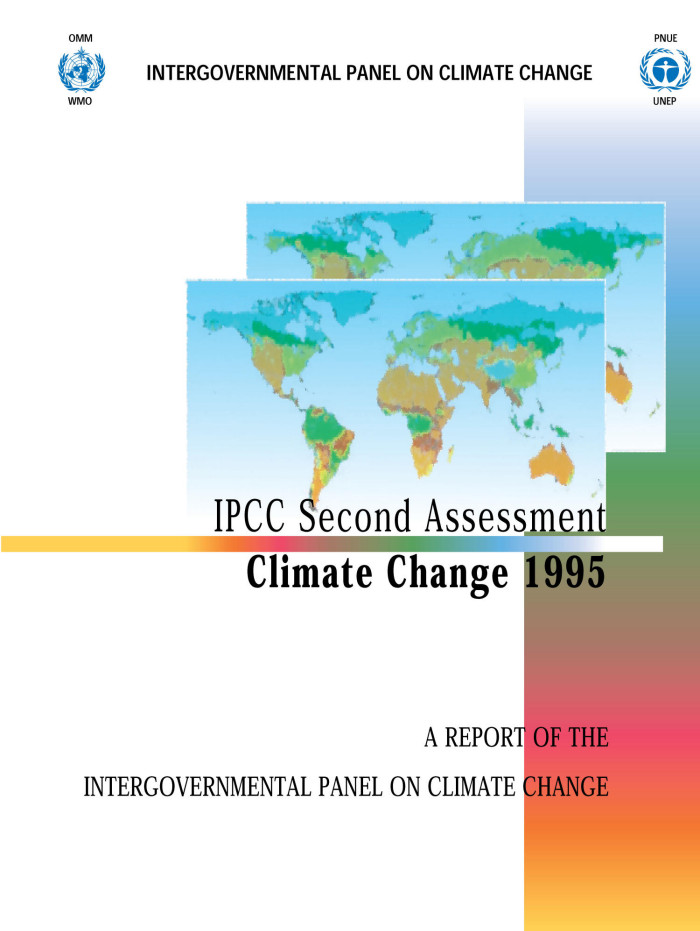 OMM
WMO
INTERGOVERNMENTAL PANEL ON CLIMATE CHANGE
PNUE
UNEP
IPCC Second Assessment
Climate Change 1995
A REPORT OF THE
INTERGOVERNMENTAL PANEL ON CLIMATE CHANGE